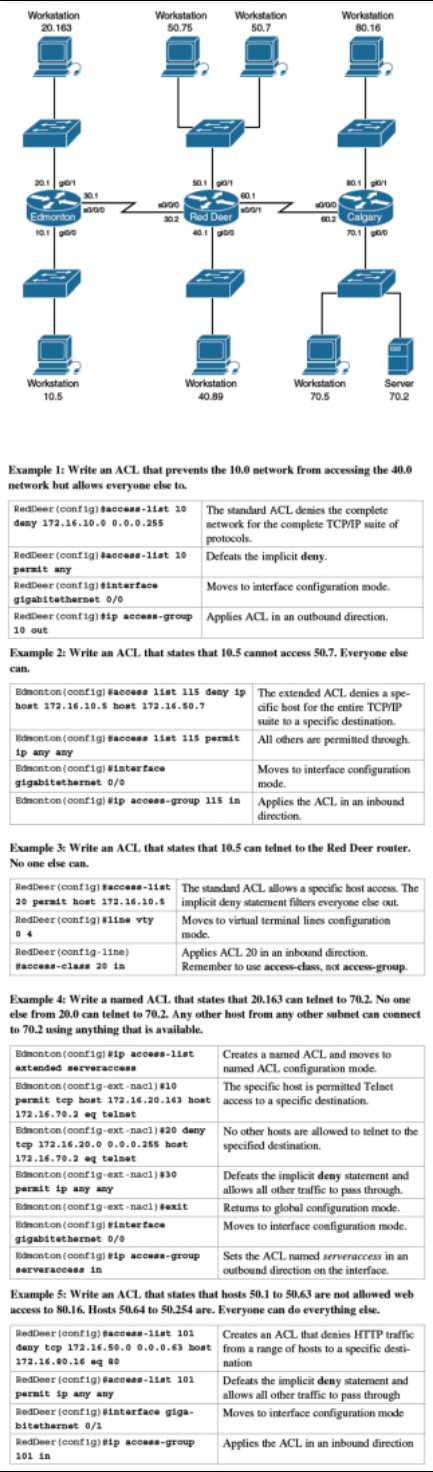 Workstation
20.163
Workstation
50.75
Workstation
50.7
Workstation
80.16
20.1 gi0/1
30.1
s0/0/0
Edmonton
10.1 gi0/0
50.1 gi0/1
60.1
s0/0/0
s0/0/1
30.2
Red Deer
40.1 gi0/0
80.1 gi0/1
s0/0/0
60.2
Calgary
70.1 gi0/0
Workstation
10.5
Workstation
40.89
Workstation
70.5
Server
70.2
Example 1: Write an ACL that prevents the 10.0 network from accessing the 40.0
network but allows everyone else to.
RedDeer(config)#access-list 10
deny 172.16.10.0 0.0.0.255
The standard ACL denies the complete
network for the complete TCP/IP suite of
protocols.
RedDeer(config)#access-list 10
permit any
Defeats the implicit deny.
RedDeer(config)#interface
gigabitethernet 0/0
Moves to interface configuration mode.
RedDeer(config)#ip access-group
10 out
Applies ACL in an outbound direction.
Example 2: Write an ACL that states that 10.5 cannot access 50.7. Everyone else
can.
Edmonton(config)#access list 115 deny ip
host 172.16.10.5 host 172.16.50.7
The extended ACL denies a spe-
cific host for the entire TCP/IP
suite to a specific destination.
Edmonton(config)#access list 115 permit
ip any any
All others are permitted through.
Edmonton(config)#interface
gigabitethernet 0/0
Moves to interface configuration
mode.
Edmonton(config)#ip access-group 115 in
Applies the ACL in an inbound
direction.
Example 3: Write an ACL that states that 10.5 can telnet to the Red Deer router.
No one else can.
RedDeer(config)#access-list
20 permit host 172.16.10.5
The standard ACL allows a specific host access. The
implicit deny statement filters everyone else out.
RedDeer(config)#line vty
0 4
Moves to virtual terminal lines configuration
mode.
RedDeer(config-line)
#access-class 20 in
Applies ACL 20 in an inbound direction.
Remember to use access-class, not access-group.
Example 4: Write a named ACL that states that 20.163 can telnet to 70.2. No one
else from 20.0 can telnet to 70.2. Any other host from any other subnet can connect
to 70.2 using anything that is available.
Edmonton(config)#ip access-list
extended serveraccess
Creates a named ACL and moves to
named ACL configuration mode.
Edmonton(config-ext-nacl)#10
permit tcp host 172.16.20.163 host
172.16.70.2 eq telnet
The specific host is permitted Telnet
access to a specific destination.
Edmonton(config-ext-nacl)#20 deny
tcp 172.16.20.0 0.0.0.255 host
172.16.70.2 eq telnet
No other hosts are allowed to telnet to the
specified destination.
Edmonton(config-ext-nacl)#30
permit ip any any
Defeats the implicit deny statement and
allows all other traffic to pass through.
Edmonton(config-ext-nacl)#exit
Returns to global configuration mode.
Edmonton(config)#interface
gigabitethernet 0/0
Moves to interface configuration mode.
Edmonton(config)#ip access-group
serveraccess in
Sets the ACL named serveraccess in an
outbound direction on the interface.
Example 5: Write an ACL that states that hosts 50.1 to 50.63 are not allowed web
access to 80.16. Hosts 50.64 to 50.254 are. Everyone can do everything else.
RedDeer(config)#access-list 101
deny tcp 172.16.50.0 0.0.0.63 host
172.16.80.16 eq 80
Creates an ACL that denies HTTP traffic
from a range of hosts to a specific desti-
nation
RedDeer(config)#access-list 101
permit ip any any
Defeats the implicit deny statement and
allows all other traffic to pass through
RedDeer(config)#interface giga-
bitethernet 0/1
Moves to interface configuration mode
RedDeer(config)#ip access-group
101 in
Applies the ACL in an inbound direction